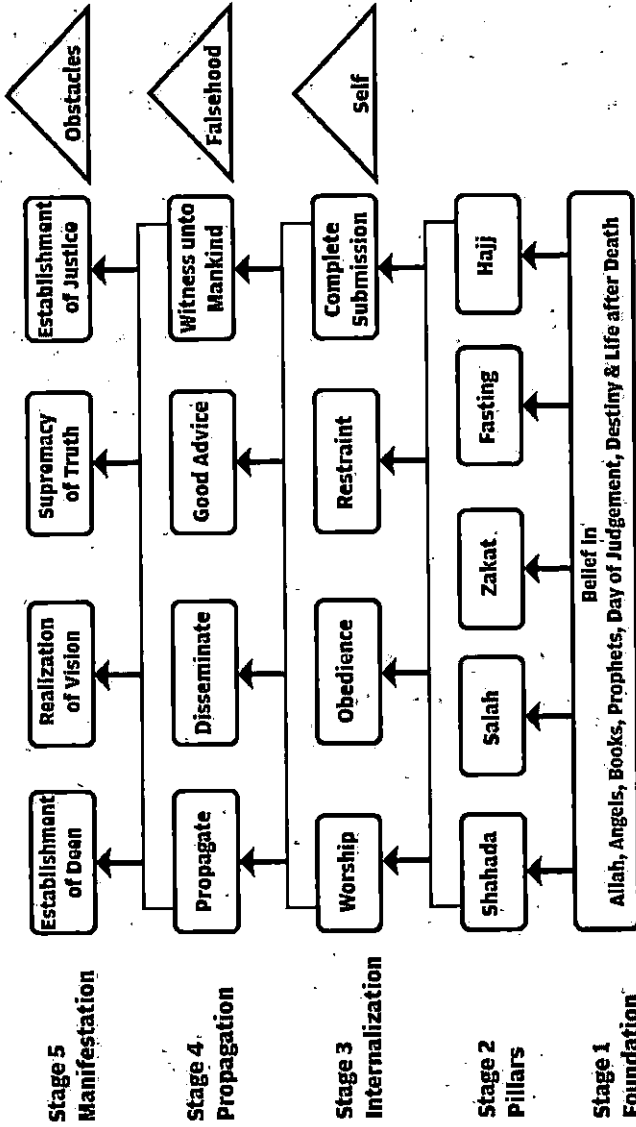 Stage 5
Manifestation
Establishment
of Deen
Realization
of Vision
Supremacy
of Truth
Establishment
of Justice
Obstacles
Stage 4
Propagation
Propagate
Disseminate
Good Advice
Witness unto
Mankind
Falsehood
Stage 3
Internalization
Worship
Obedience
Restraint
Complete
Submission
Self
Stage 2
Pillars
Shahada
Salah
Zakat
Fasting
Hajj
Stage 1
Foundation
Belief in
Allah, Angels, Books, Prophets, Day of Judgement, Destiny & Life after Death